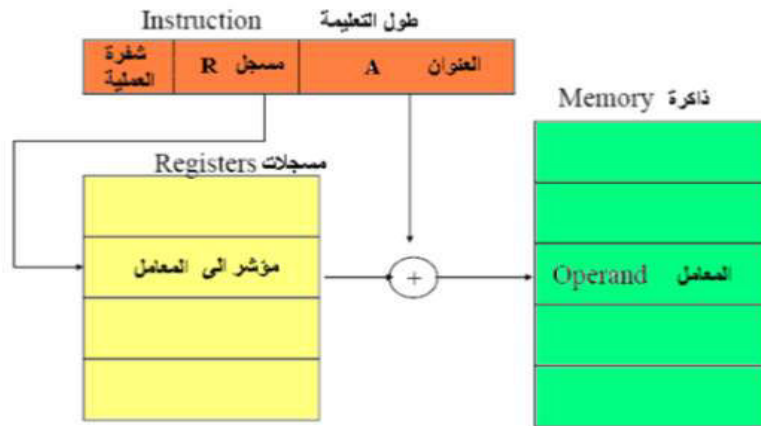 Instruction طول التعليمة
شفرة
العملية
مسجل R
العنوان A
ذاكرة Memory
مسجلات Registers
مؤشر الى المعامل
+
المعامل Operand